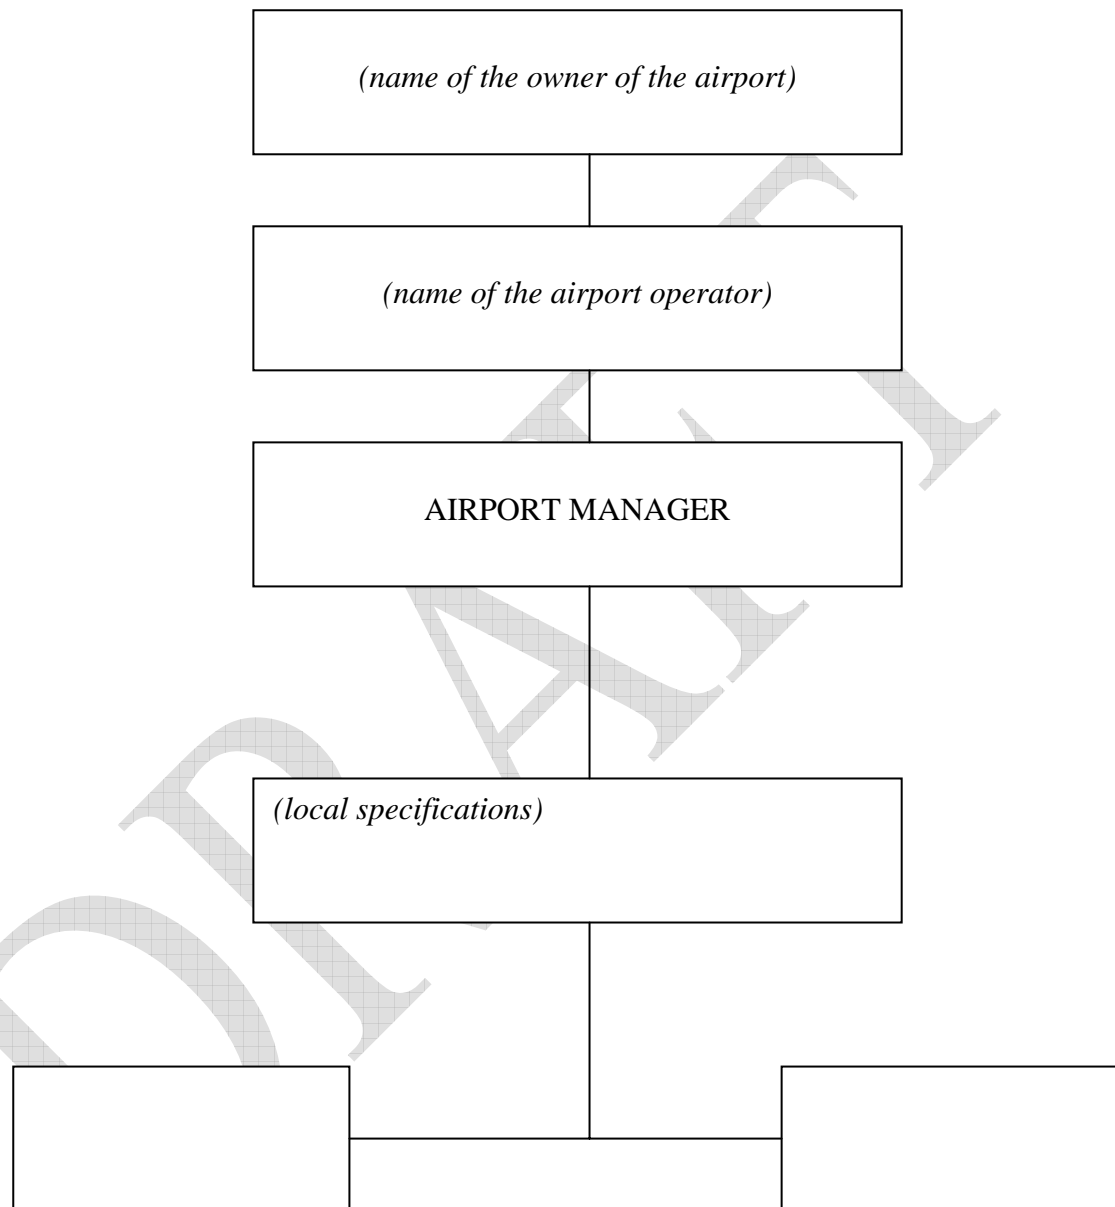 (name of the owner of the airport)
(name of the airport operator)
AIRPORT MANAGER
(local specifications)
DRAFT